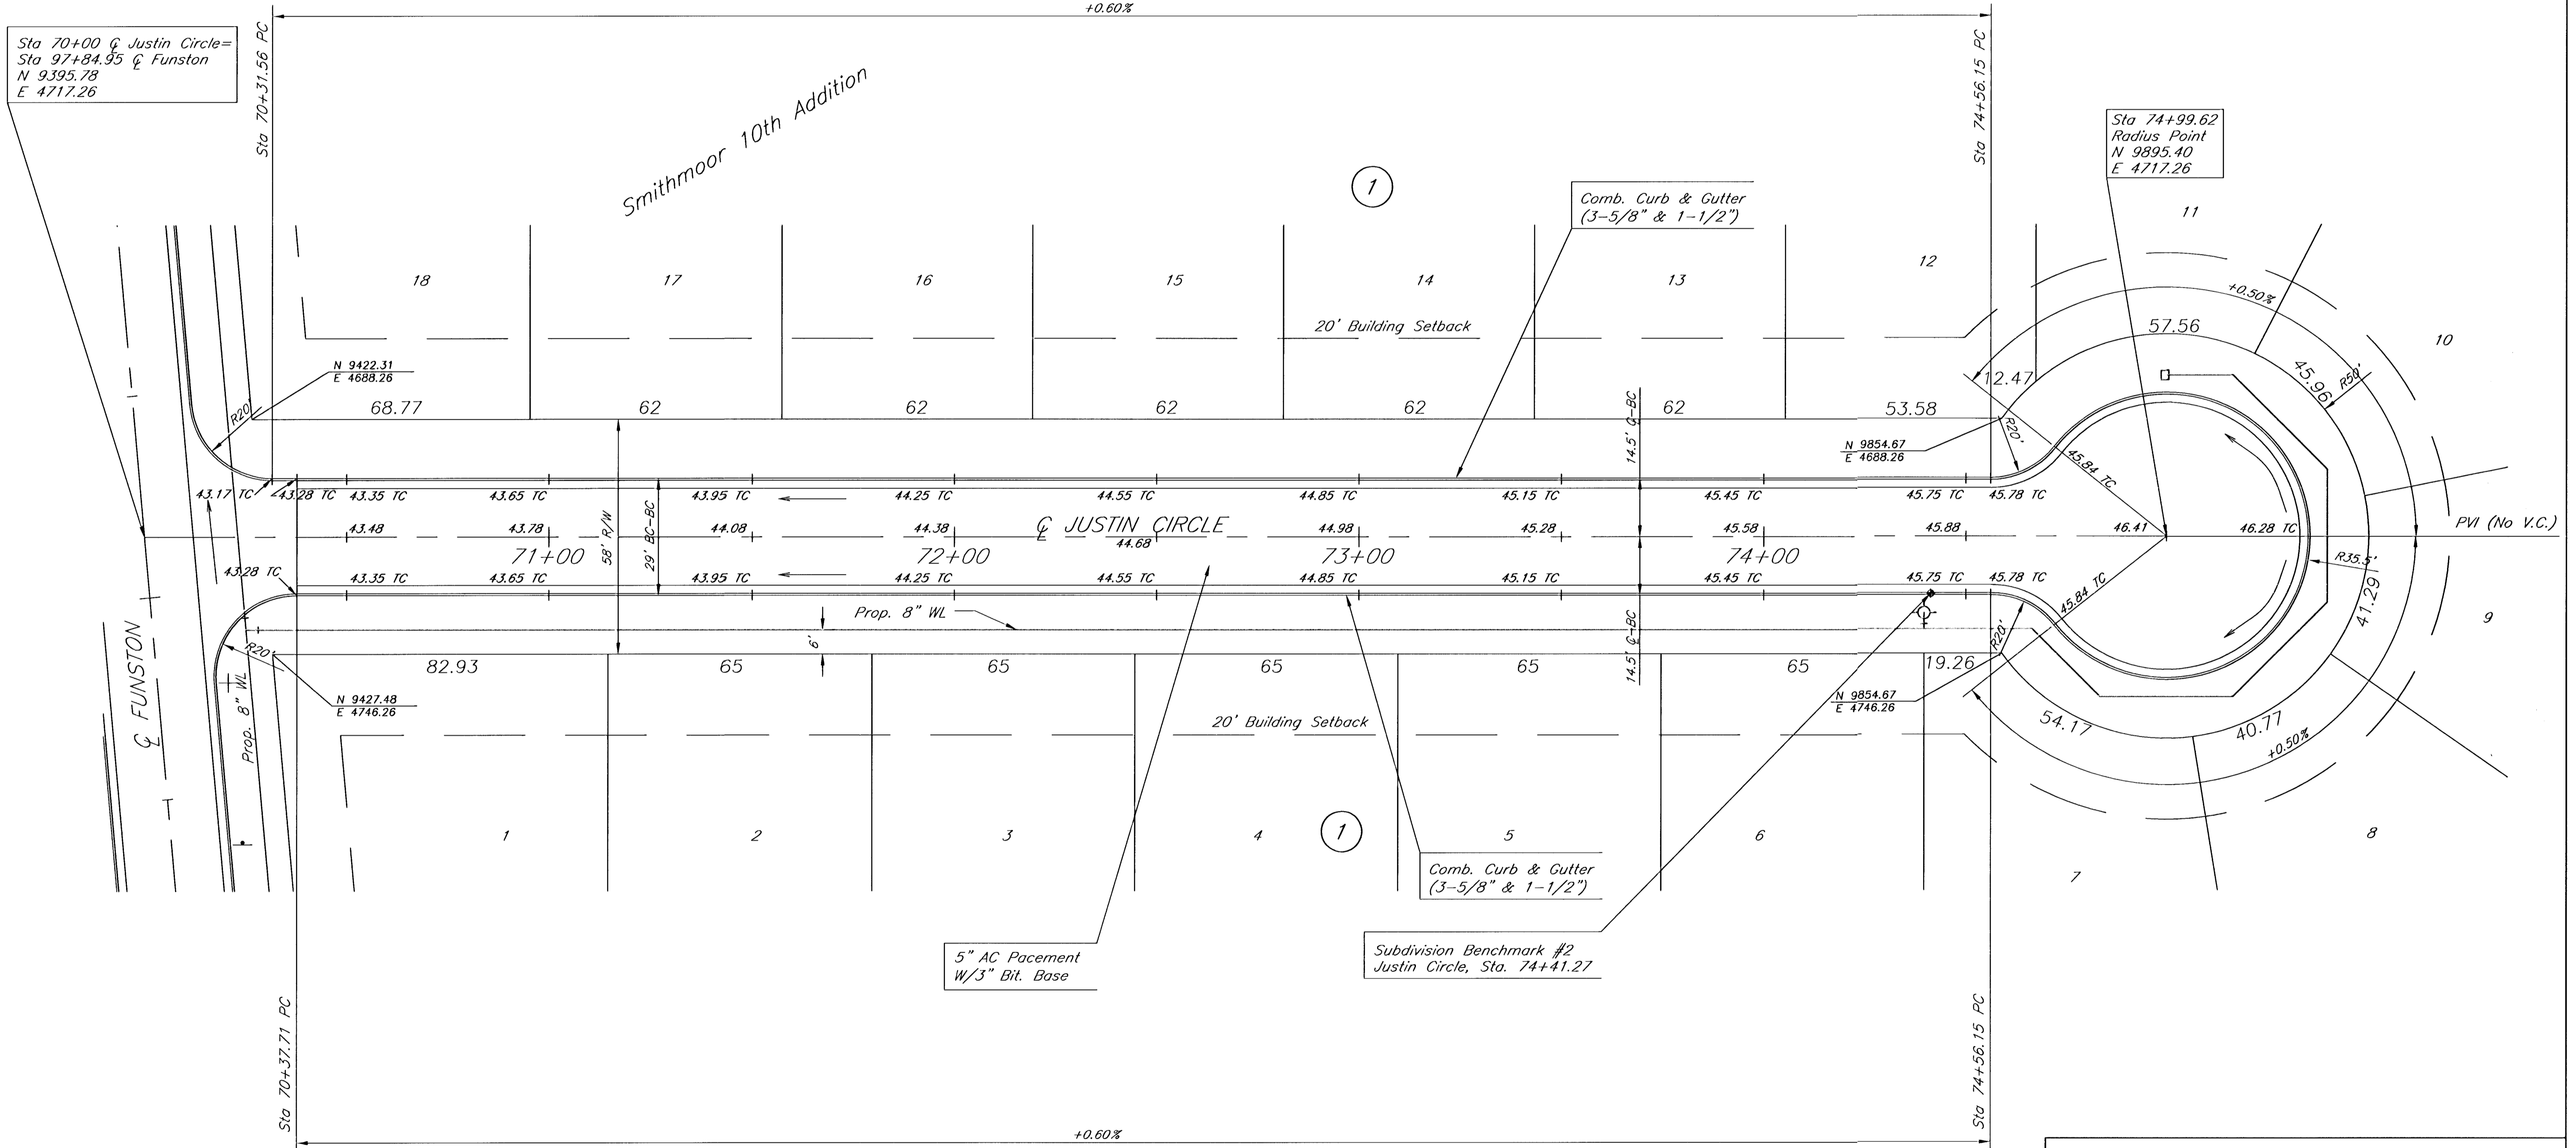 +0.60%
Sta 70+00 ℄ Justin Circle=
Sta 97+84.95 ℄ Funston
N 9395.78
E 4717.26
Sta 70+31.56 PC
Sta 74+56.15 PC
Smithmoor 10th Addition
1
Sta 74+99.62
Radius Point
N 9895.40
E 4717.26
Comb. Curb & Gutter
(3-5/8" & 1-1/2")
11
18
17
16
15
14
13
12
+0.50%
20' Building Setback
57.56
10
N 9422.31
E 4688.26
12.47
45.96
R50'
R20'
68.77
62
62
62
62
62
53.58
14.5' ℄-BC
R20'
N 9854.67
E 4688.26
45.84 TC
43.17 TC
43.28 TC
43.35 TC
43.65 TC
43.95 TC
44.25 TC
44.55 TC
44.85 TC
45.15 TC
45.45 TC
45.75 TC
45.78 TC
43.48
43.78
44.08
44.38
℄ JUSTIN CIRCLE
44.68
44.98
45.28
45.58
45.88
46.41
46.28 TC
PVI (No V.C.)
71+00
72+00
73+00
74+00
58' R/W
29' BC-BC
R35.5'
43.28 TC
43.35 TC
43.65 TC
43.95 TC
44.25 TC
44.55 TC
44.85 TC
45.15 TC
45.45 TC
45.75 TC
45.78 TC
45.84 TC
41.29
Prop. 8" WL
6'
14.5' ℄-BC
9
℄ FUNSTON
R20'
R20'
82.93
65
65
65
65
65
19.26
Prop. 8" WL
N 9427.48
E 4746.26
N 9854.67
E 4746.26
20' Building Setback
54.17
40.77
+0.50%
1
2
3
4
1
5
6
7
8
Comb. Curb & Gutter
(3-5/8" & 1-1/2")
5" AC Pacement
W/3" Bit. Base
Subdivision Benchmark #2
Justin Circle, Sta. 74+41.27
Sta 70+37.71 PC
Sta 74+56.15 PC
+0.60%